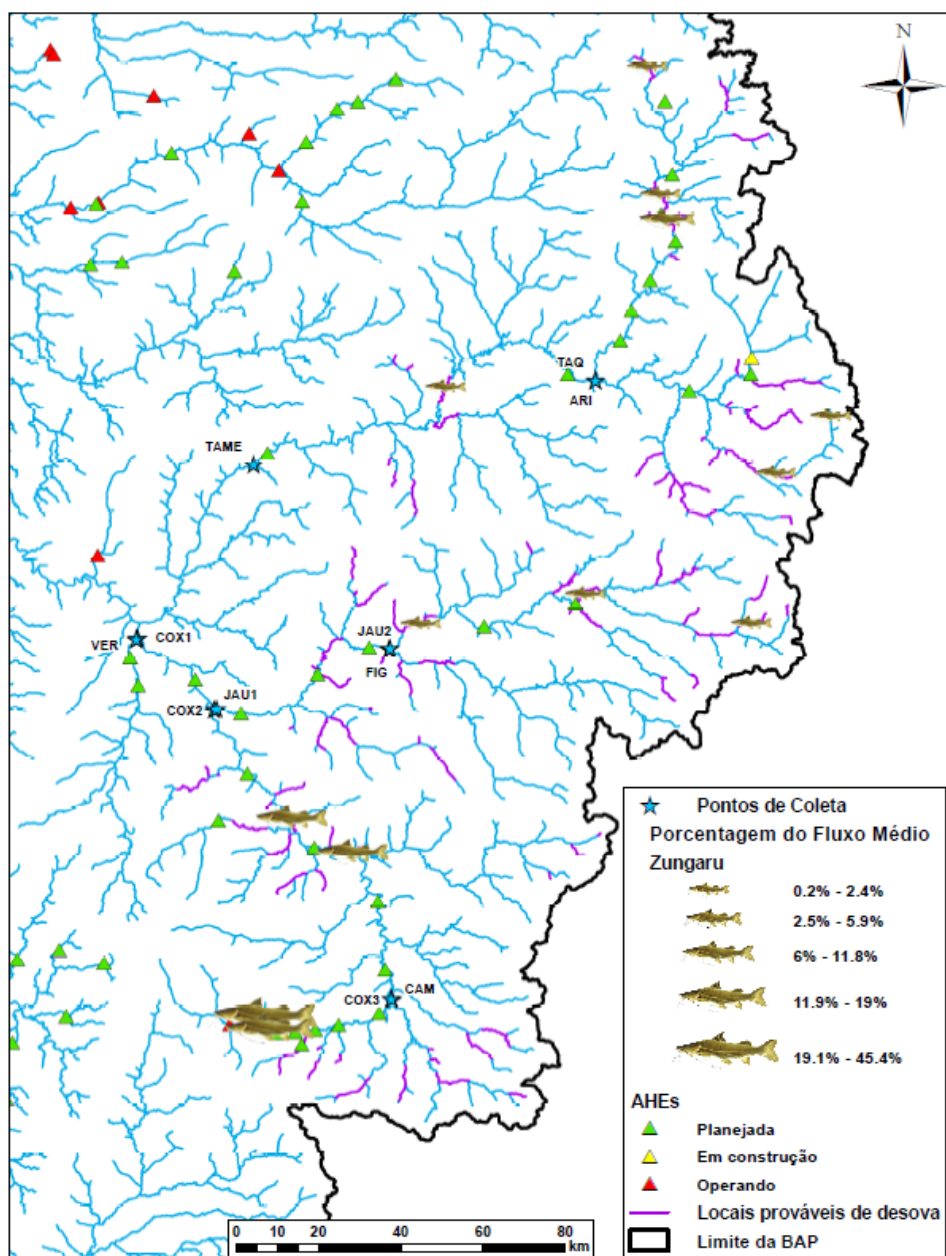 N
TAQ
ARI
TAME
VER
COX1
JAU2
FIG
JAU1
COX2
CAM
COX3
Pontos de Coleta
Porcentagem do Fluxo Médio
Zungaru
0.2% - 2.4%
2.5% - 5.9%
6% - 11.8%
11.9% - 19%
19.1% - 45.4%
AHEs
Planejada
Em construção
Operando
Locais prováveis de desova
Limite da BAP
0 10 20 40 60 80
km